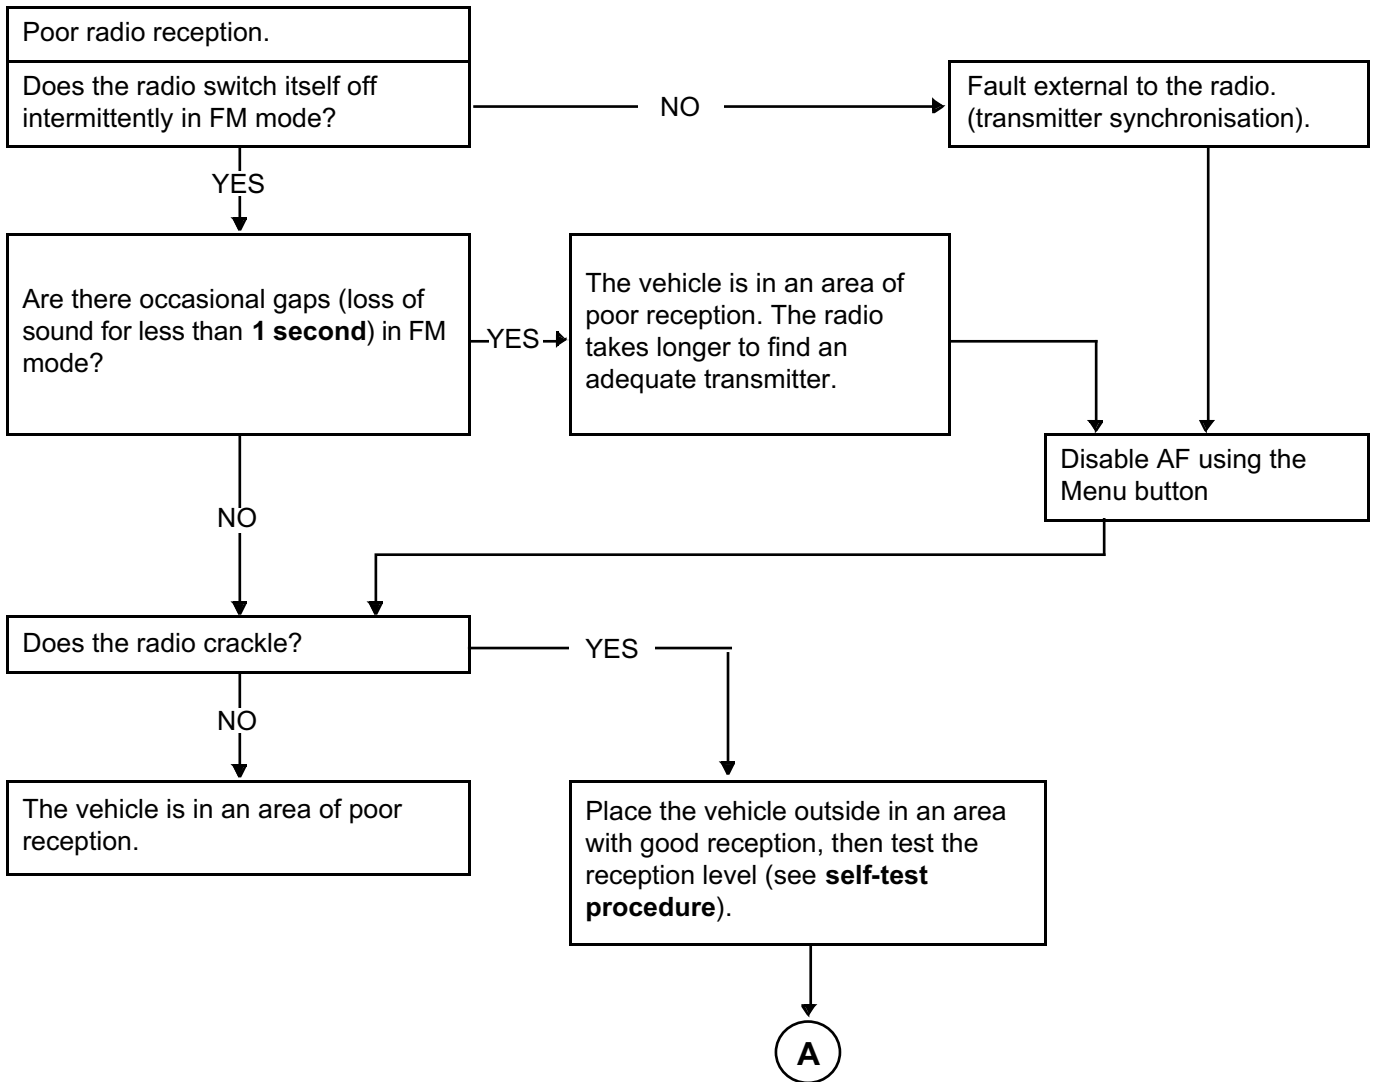 Poor radio reception.
Does the radio switch itself off
intermittently in FM mode?
NO
Fault external to the radio.
(transmitter synchronisation).
YES
Are there occasional gaps (loss of
sound for less than 1 second) in FM
mode?
YES
The vehicle is in an area of
poor reception. The radio
takes longer to find an
adequate transmitter.
Disable AF using the
Menu button
NO
Does the radio crackle?
YES
NO
The vehicle is in an area of poor
reception.
Place the vehicle outside in an area
with good reception, then test the
reception level (see self-test
procedure).
A